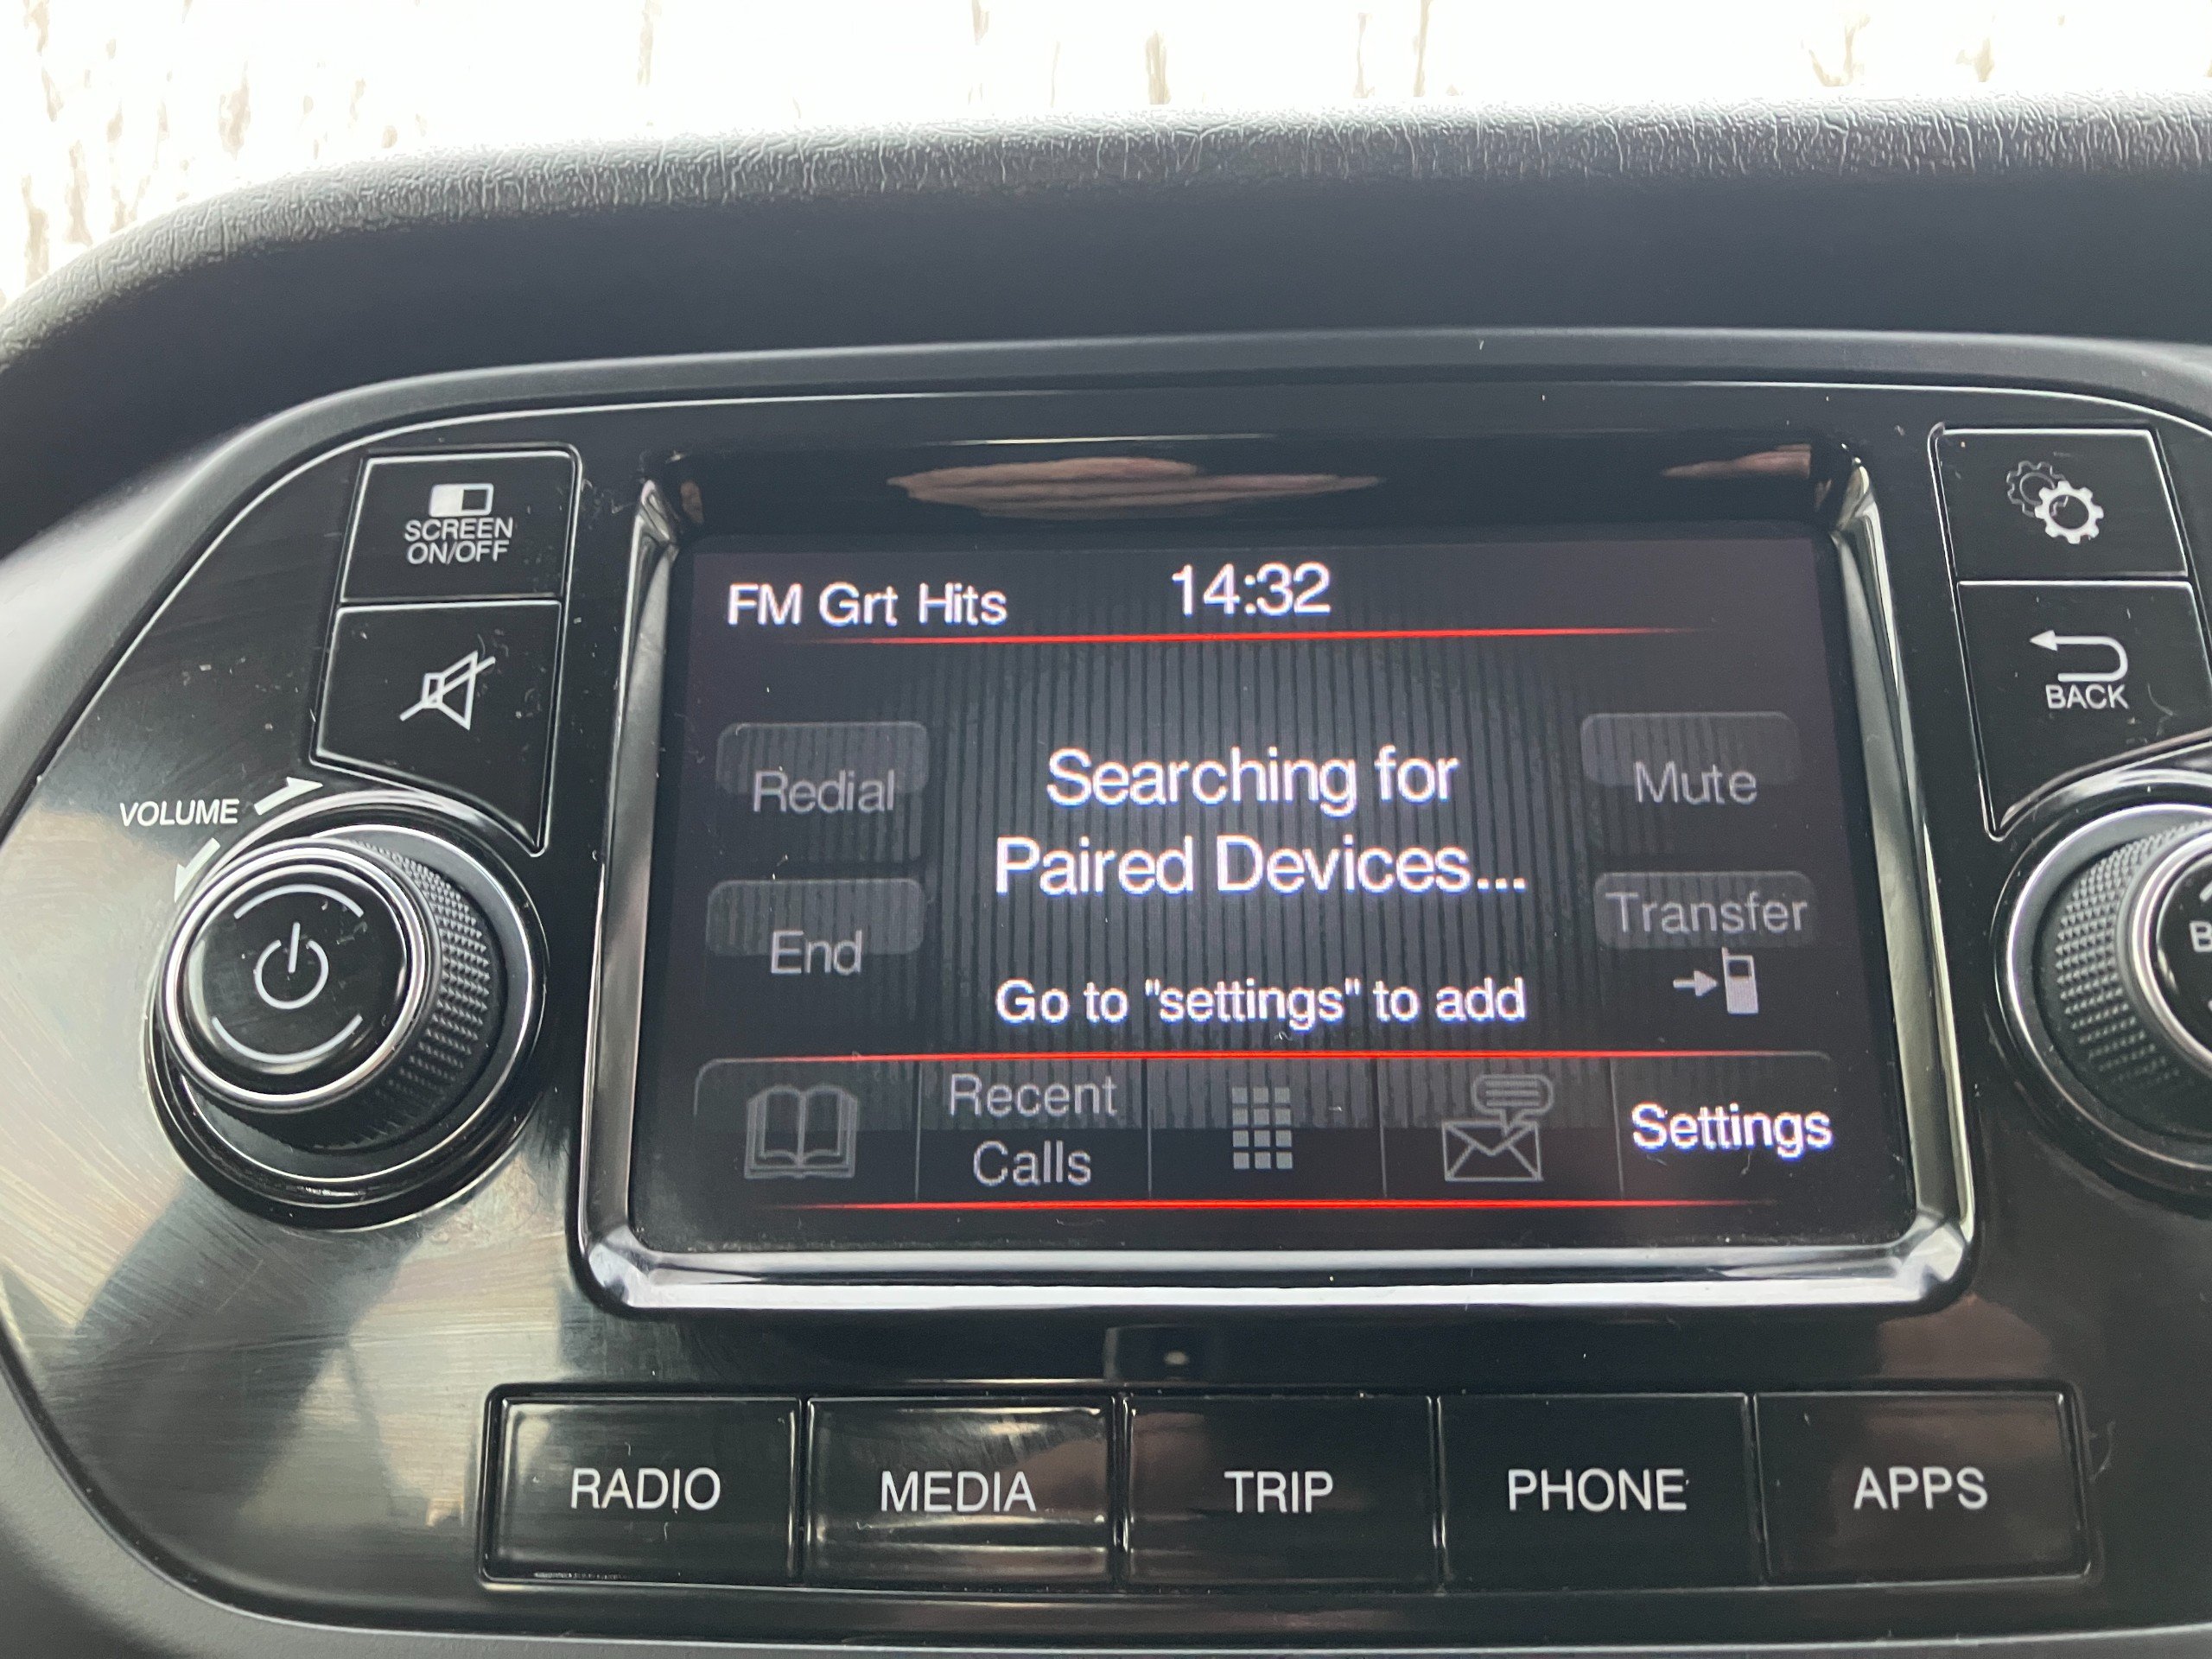 SCREEN
ON/OFF
VOLUME
FM Grt Hits
14:32
Redial
Searching for
Paired Devices...
Mute
End
Transfer
Go to "settings" to add
Recent
Calls
Settings
BACK
RADIO
MEDIA
TRIP
PHONE
APPS